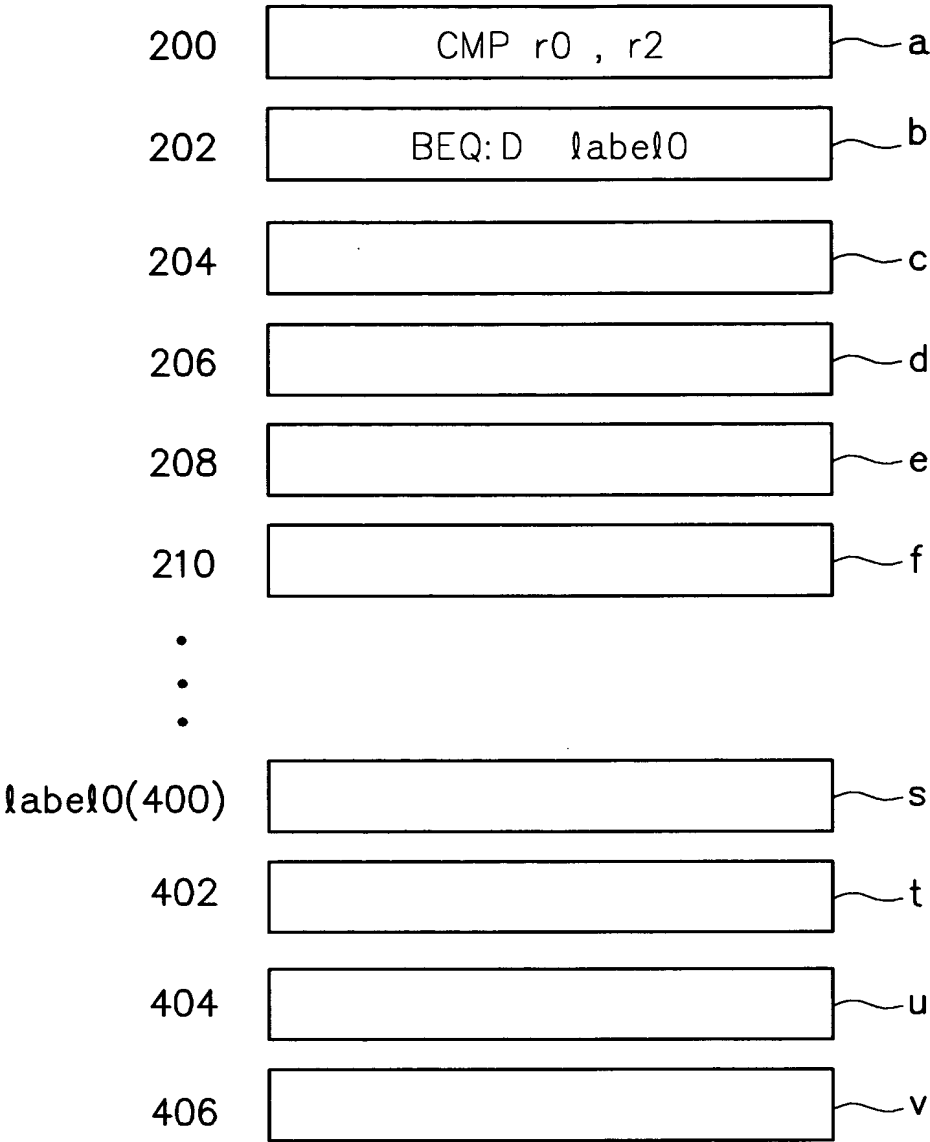 200 CMP r0 , r2 a
202 BEQ:D label0 b
204 c
206 d
208 e
210 f
label0(400) s
402 t
404 u
406 v